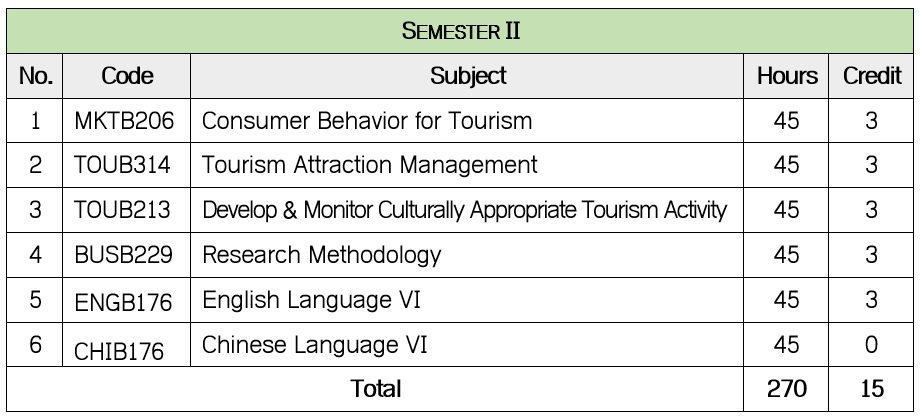 SEMESTER II
No. Code Subject Hours Credit
1 MKTB206 Consumer Behavior for Tourism 45 3
2 TOUB314 Tourism Attraction Management 45 3
3 TOUB213 Develop & Monitor Culturally Appropriate Tourism Activity 45 3
4 BUSB229 Research Methodology 45 3
5 ENGB176 English Language VI 45 3
6 CHIB176 Chinese Language VI 45 0
Total 270 15